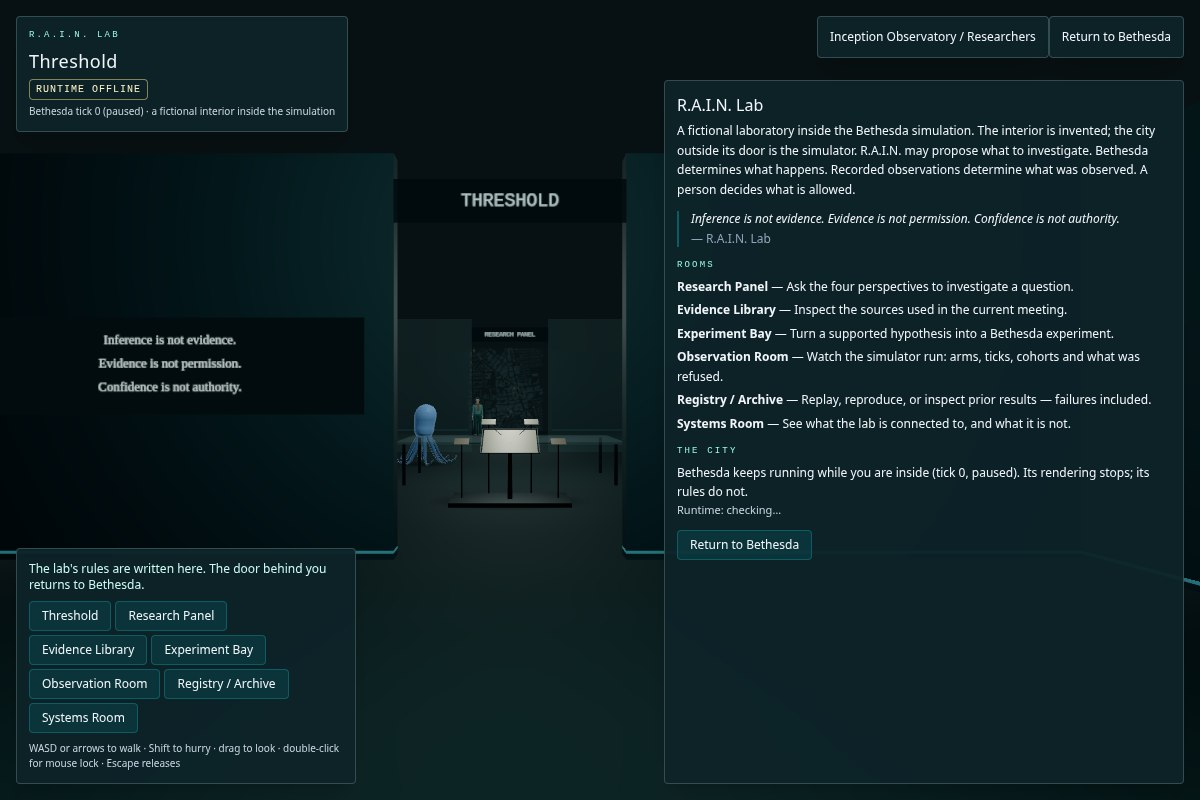 R.A.I.N. LAB
Threshold
RUNTIME OFFLINE
Bethesda tick 0 (paused) · a fictional interior inside the simulation
Inception Observatory / Researchers
Return to Bethesda
THRESHOLD
RESEARCH PANEL
Inference is not evidence.
Evidence is not permission.
Confidence is not authority.
R.A.I.N. Lab
A fictional laboratory inside the Bethesda simulation. The interior is invented; the city
outside its door is the simulator. R.A.I.N. may propose what to investigate. Bethesda
determines what happens. Recorded observations determine what was observed. A
person decides what is allowed.
Inference is not evidence. Evidence is not permission. Confidence is not authority.
— R.A.I.N. Lab
ROOMS
Research Panel — Ask the four perspectives to investigate a question.
Evidence Library — Inspect the sources used in the current meeting.
Experiment Bay — Turn a supported hypothesis into a Bethesda experiment.
Observation Room — Watch the simulator run: arms, ticks, cohorts and what was
refused.
Registry / Archive — Replay, reproduce, or inspect prior results — failures included.
Systems Room — See what the lab is connected to, and what it is not.
THE CITY
Bethesda keeps running while you are inside (tick 0, paused). Its rendering stops; its
rules do not.
Runtime: checking...
Return to Bethesda
The lab's rules are written here. The door behind you
returns to Bethesda.
Threshold
Research Panel
Evidence Library
Experiment Bay
Observation Room
Registry / Archive
Systems Room
WASD or arrows to walk · Shift to hurry · drag to look · double-click
for mouse lock · Escape releases